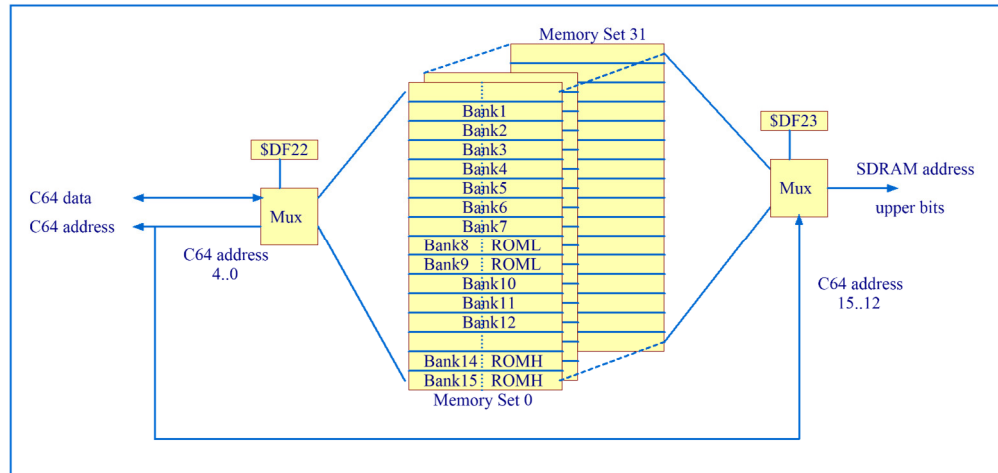 Memory Set 31
Bank1
Bank2
Bank3
Bank4
Bank5
Bank6
Bank7
Bank8 ROML
Bank9 ROML
Bank10
Bank11
Bank12
Bank14 ROMH
Bank15 ROMH
Memory Set 0
$DF22
Mux
C64 data
C64 address
C64 address
4..0
$DF23
Mux
SDRAM address
upper bits
C64 address
15..12